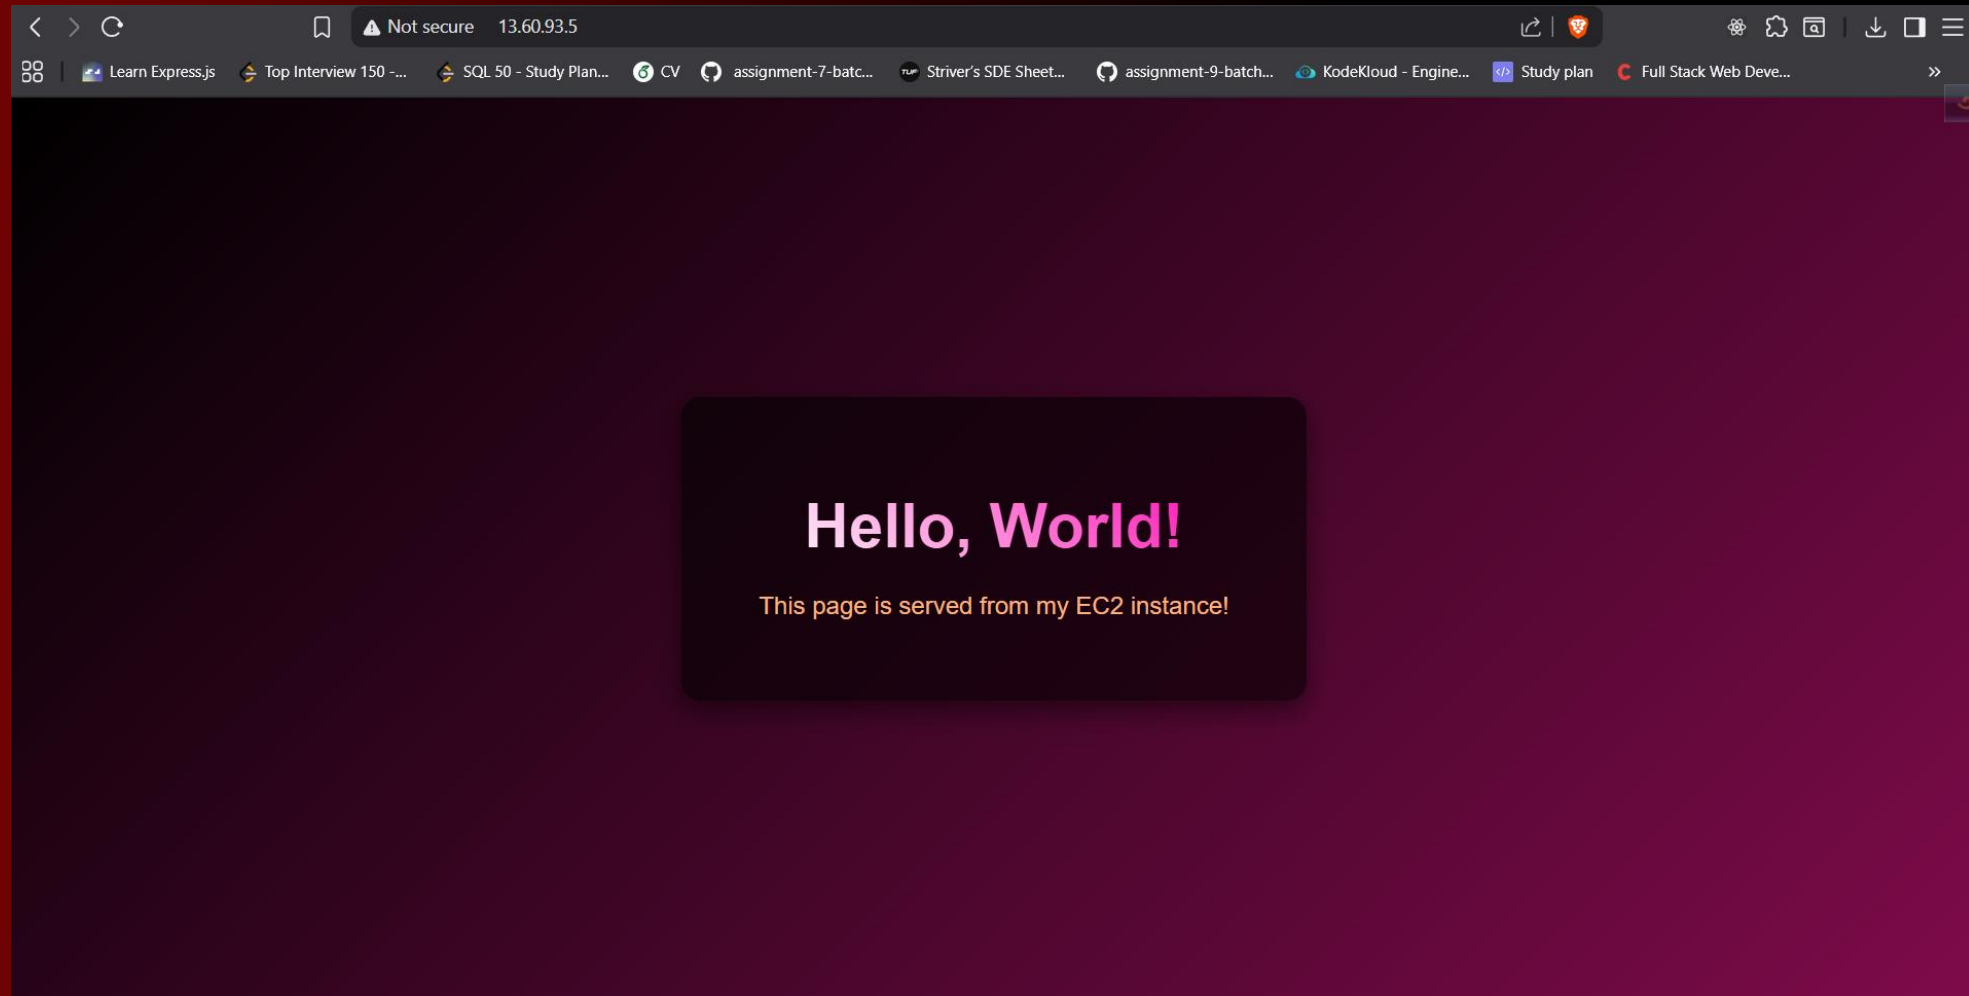 Not secure 13.60.93.5
Learn Express.js Top Interview 150 -... SQL 50 - Study Plan... CV assignment-7-batc... TUF Striver's SDE Sheet... assignment-9-batch... KodeKloud - Engine... Study plan Full Stack Web Deve...
Hello, World!
This page is served from my EC2 instance!